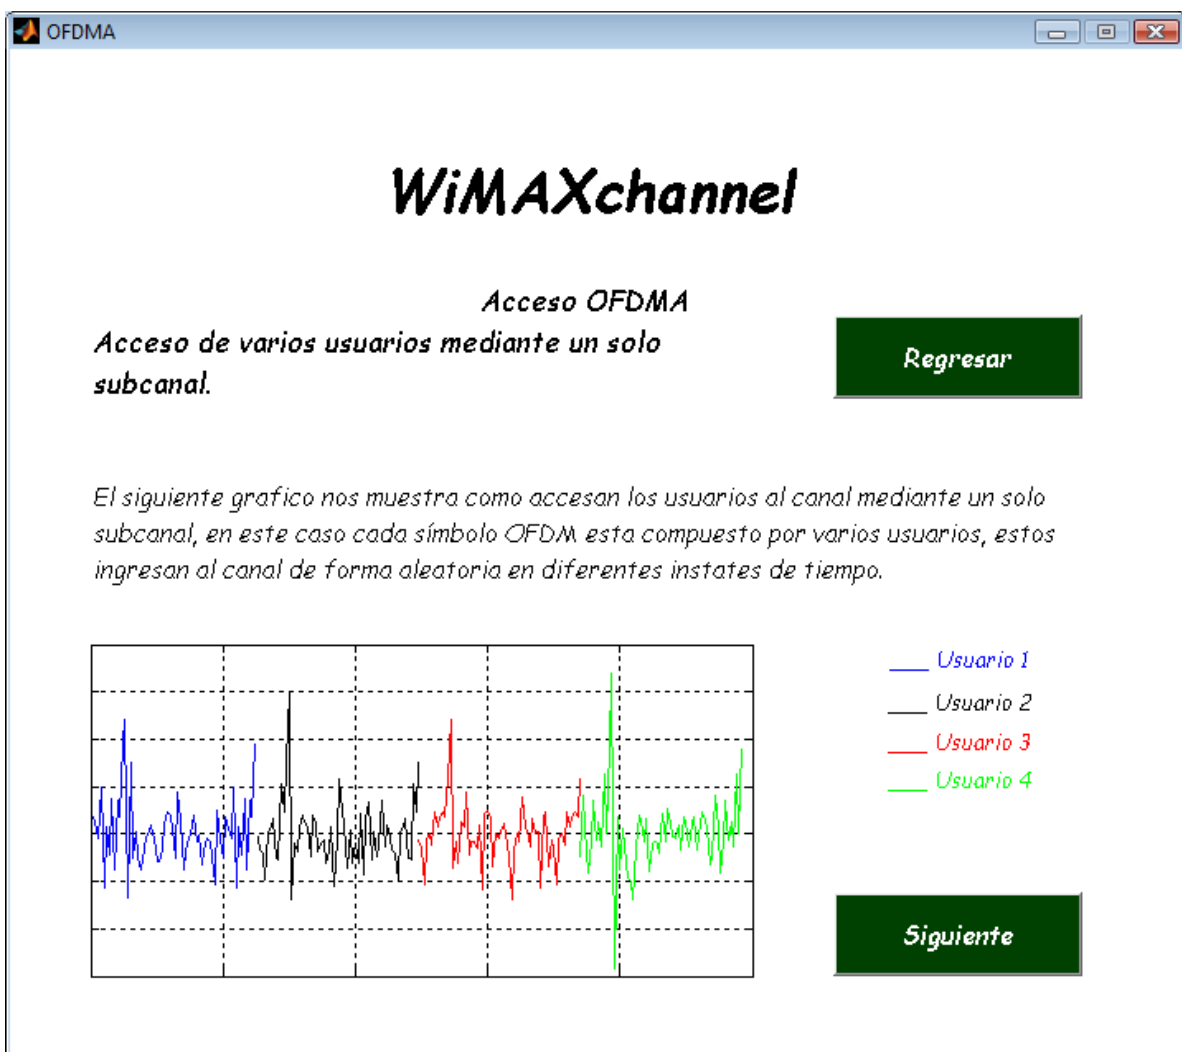 OFDMA
WiMAXchannel
Acceso OFDMA
Acceso de varios usuarios mediante un solo
subcanal.
Regresar
El siguiente grafico nos muestra como accesan los usuarios al canal mediante un solo
subcanal, en este caso cada símbolo OFDM esta compuesto por varios usuarios, estos
ingresan al canal de forma aleatoria en diferentes instates de tiempo.
Usuario 1
Usuario 2
Usuario 3
Usuario 4
Siguiente